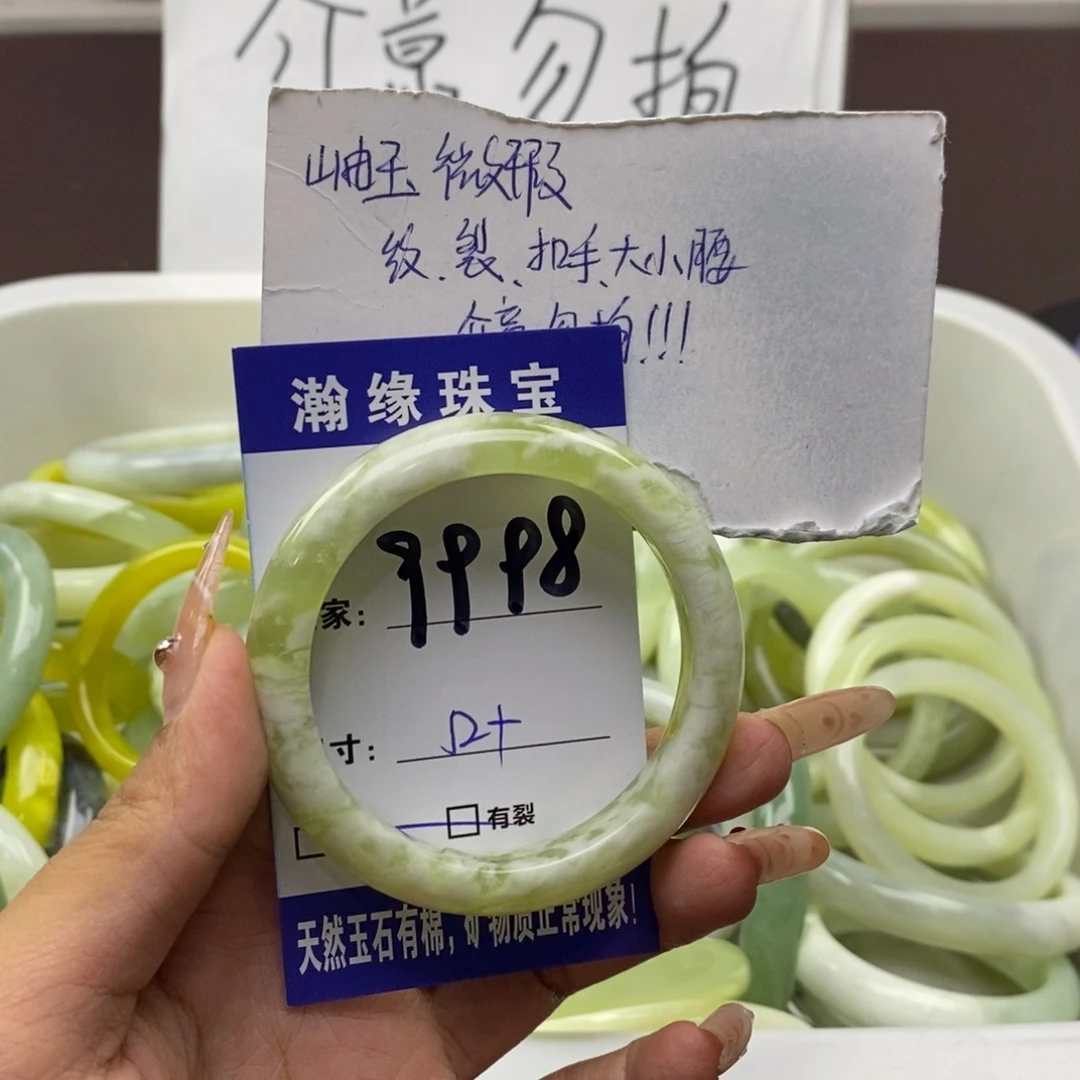 介意勿拍
岫玉 微瑕
纹、裂、扣手、大小腰
介意勿拍!!!
瀚缘珠宝
家: 9998
寸: 52+
有裂
天然玉石有棉,矿物质正常现象!